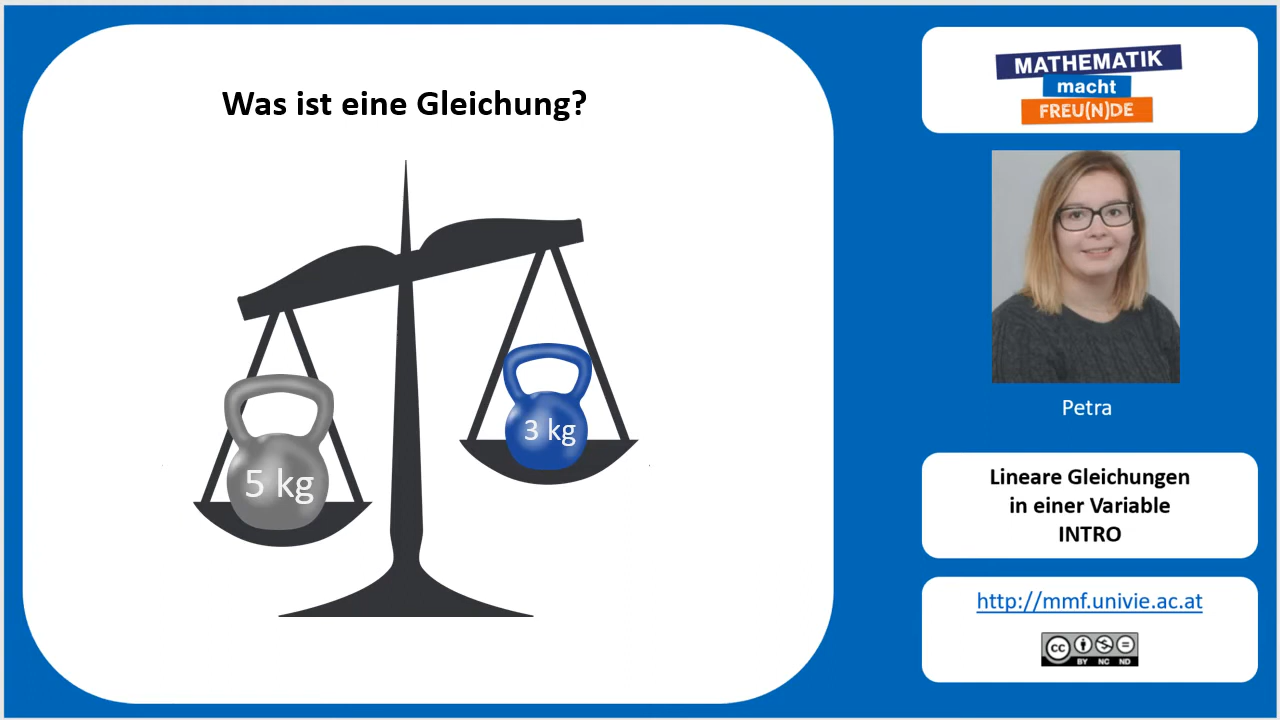 Was ist eine Gleichung?
5 kg
3 kg
MATHEMATIK
macht
FREU(N)DE
Petra
Lineare Gleichungen
in einer Variable
INTRO
http://mmf.univie.ac.at
cc
BY NC ND